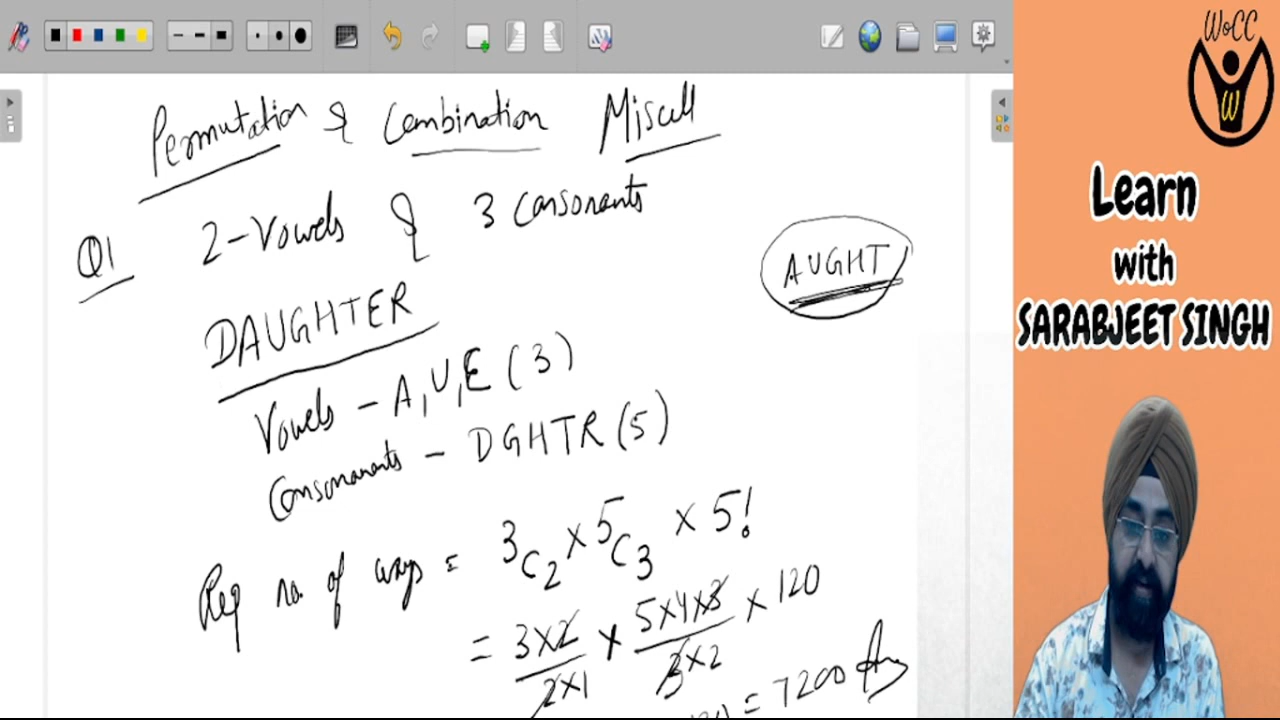 WoCC
W
Learn
with
SARABJEET SINGH
Permutation & Combination Miscell
Q1 2-Vowels & 3 Consonants
AUGHT
DAUGHTER
Vowels - A, U, E (3)
Consonants - DGHTR (5)
Req no. of ways = 3C2 × 5C3 × 5!
= 3×2/2×1 × 5×4×3/3×2 × 120
= 7200 Ans